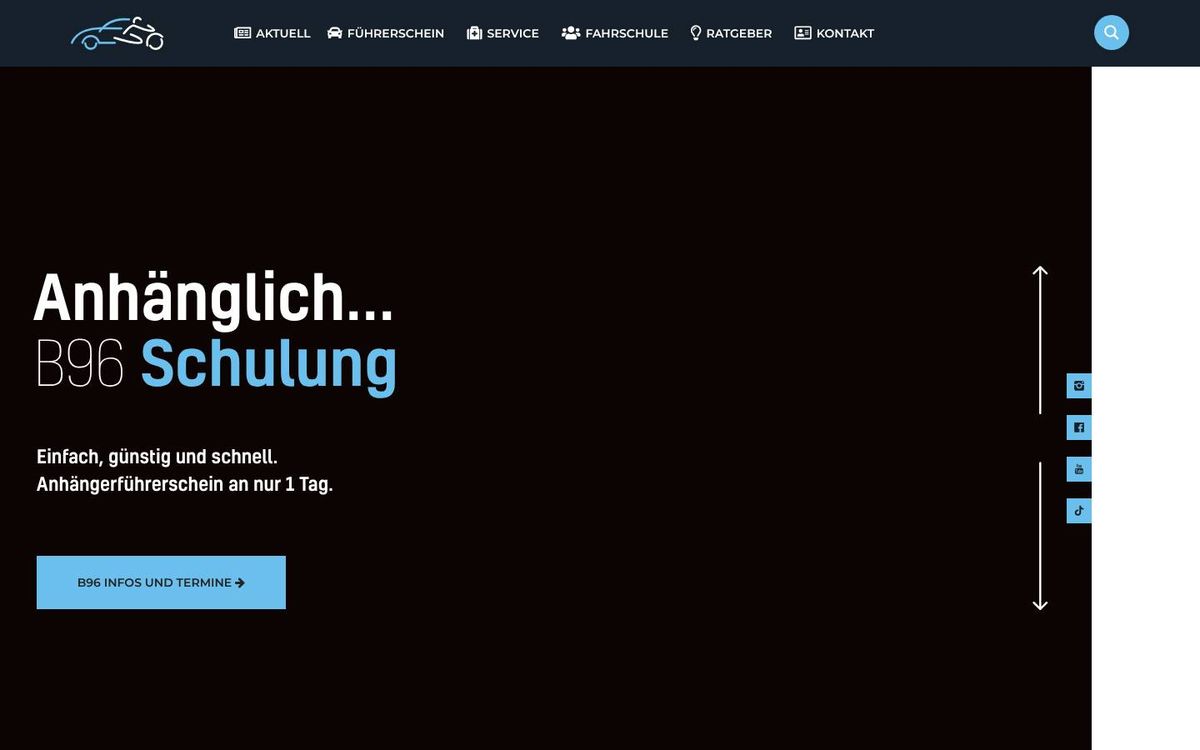 AKTUELL
FÜHRERSCHEIN
SERVICE
FAHRSCHULE
RATGEBER
KONTAKT
Anhänglich...
B96 Schulung
Einfach, günstig und schnell.
Anhängerführerschein an nur 1 Tag.
B96 INFOS UND TERMINE